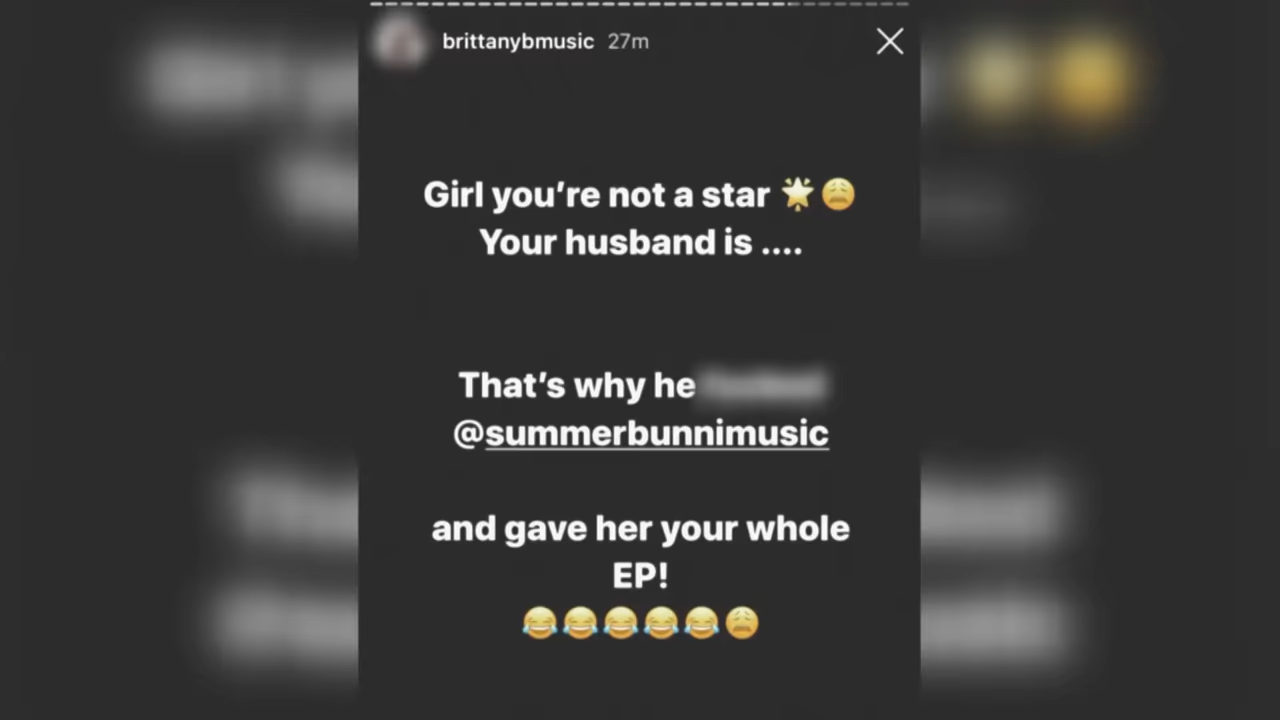 brittanybmusic 27m
Girl you’re not a star 🌟😩
Your husband is ....
That’s why he
@summerbunnimusic
and gave her your whole
EP!
😂😂😂😂😂😩